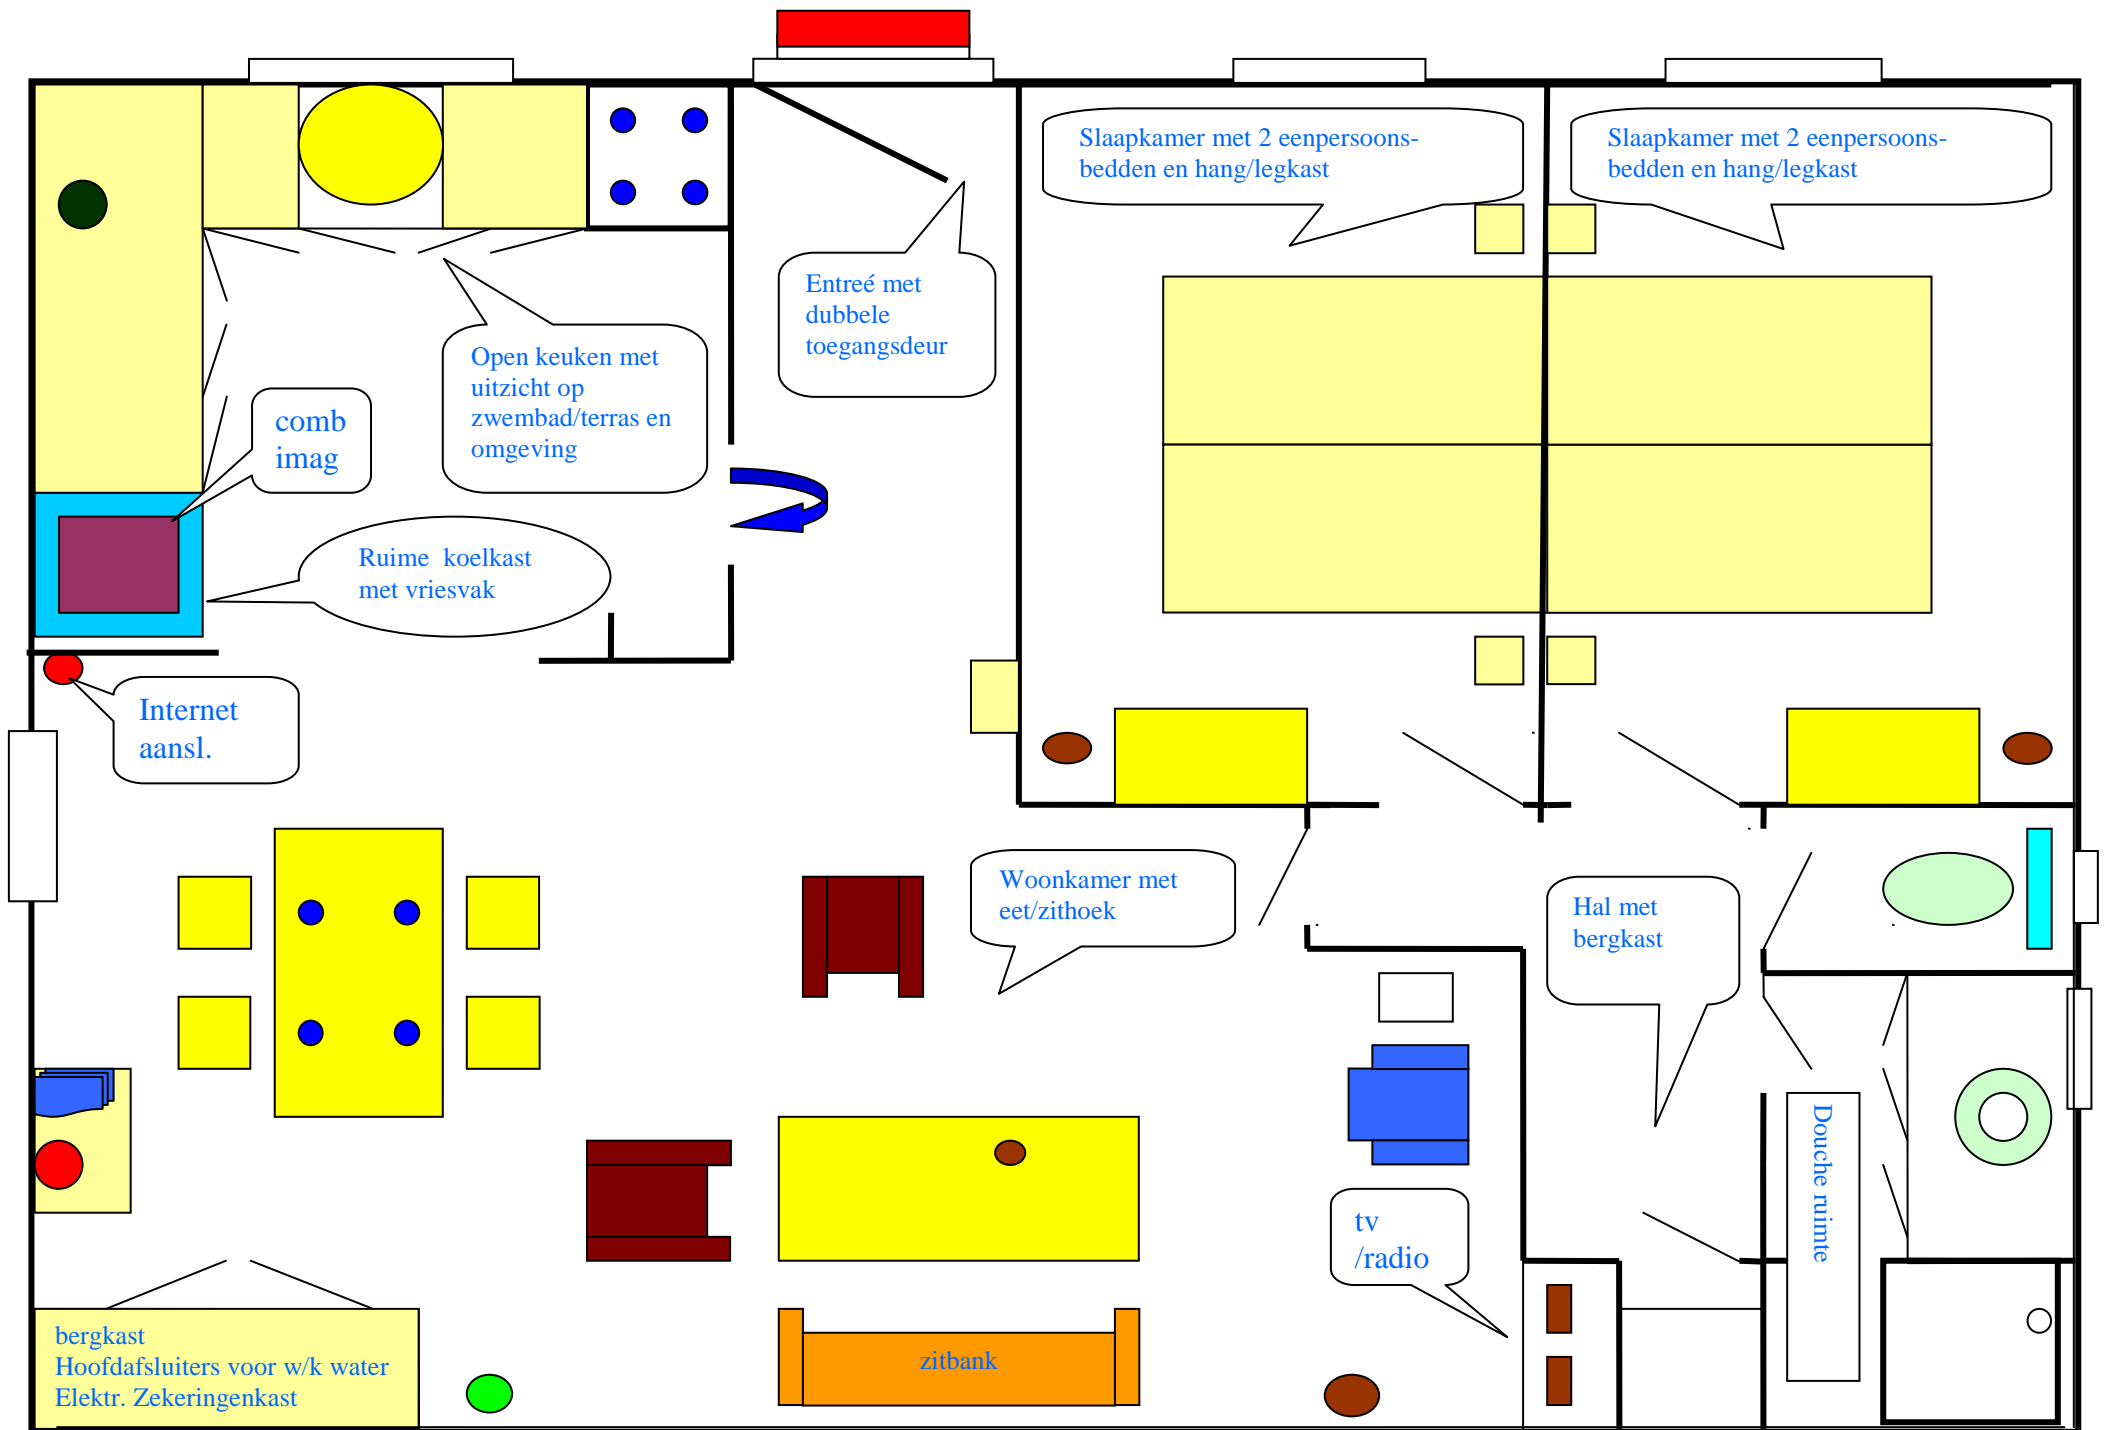 Slaapkamer met 2 eenpersoons-
bedden en hang/legkast
Slaapkamer met 2 eenpersoons-
bedden en hang/legkast
Entreé met
dubbele
toegangsdeur
Open keuken met
uitzicht op
zwembad/terras en
omgeving
comb
imag
Ruime koelkast
met vriesvak
Internet
aansl.
Woonkamer met
eet/zithoek
Hal met
bergkast
Douche ruimte
tv
/radio
bergkast
Hoofdafsluiters voor w/k water
Elektr. Zekeringenkast
zitbank